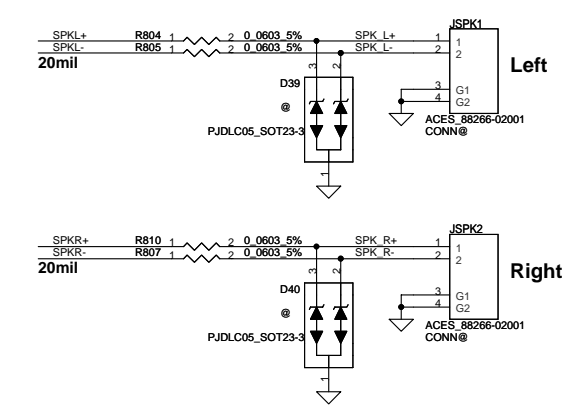 JSPK1
SPKL+ R804 1 2 0_0603_5% SPK_L+ 1 1
SPKL- R805 1 2 0_0603_5% SPK_L- 2 2
20mil
Left
3 2
D39
3 G1
4 G2
@
PJDLC05_SOT23-3
ACES_88266-02001
CONN@
1
JSPK2
SPKR+ R810 1 2 0_0603_5% SPK_R+ 1 1
SPKR- R807 1 2 0_0603_5% SPK_R- 2 2
20mil
Right
3 2
D40
3 G1
4 G2
@
PJDLC05_SOT23-3
ACES_88266-02001
CONN@
1